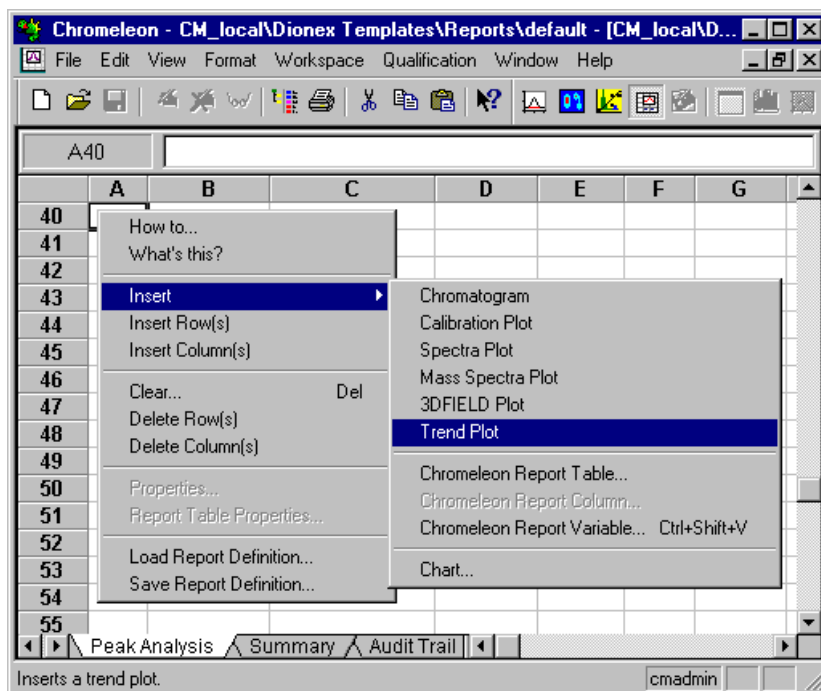 Chromeleon - CM_local\Dionex Templates\Reports\default - [CM_local\D...
File Edit View Format Workspace Qualification Window Help
A40
A B C D E F G
40
41
42
43
44
45
46
47
48
49
50
51
52
53
54
55
How to...
What's this?
Insert
Insert Row(s)
Insert Column(s)
Clear... Del
Delete Row(s)
Delete Column(s)
Properties...
Report Table Properties...
Load Report Definition...
Save Report Definition...
Chromatogram
Calibration Plot
Spectra Plot
Mass Spectra Plot
3DFIELD Plot
Trend Plot
Chromeleon Report Table...
Chromeleon Report Column...
Chromeleon Report Variable... Ctrl+Shift+V
Chart...
Peak Analysis Summary Audit Trail
Inserts a trend plot. cmadmin